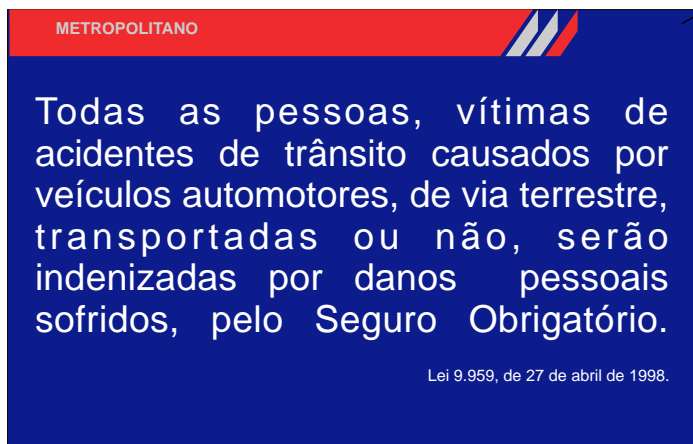 METROPOLITANO
Todas as pessoas, vítimas de
acidentes de trânsito causados por
veículos automotores, de via terrestre,
transportadas ou não, serão
indenizadas por danos pessoais
sofridos, pelo Seguro Obrigatório.
Lei 9.959, de 27 de abril de 1998.